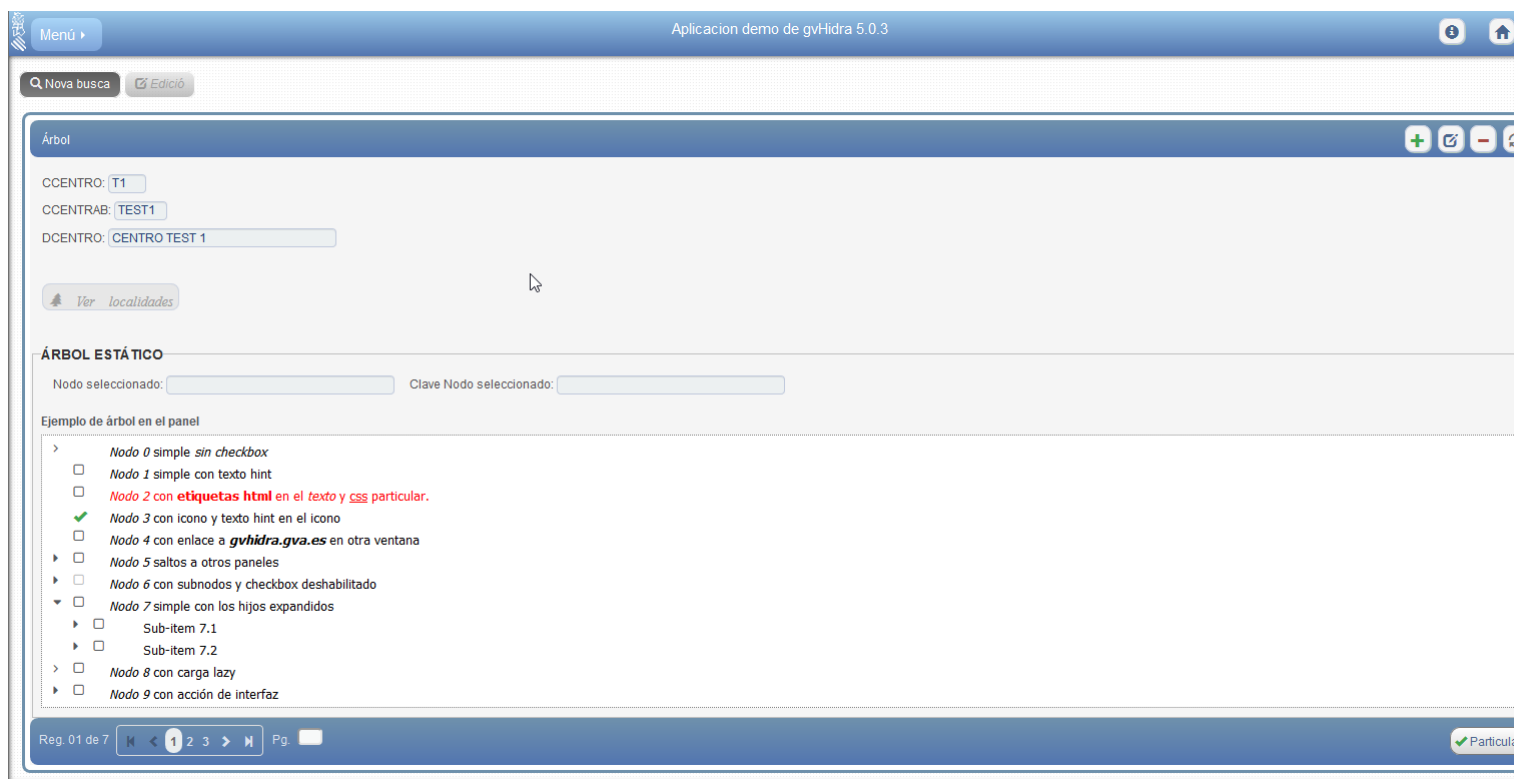 Menú
Aplicacion demo de gvHidra 5.0.3
Nova busca
Edició
Árbol
CCENTRO: T1
CCENTRAB: TEST1
DCENTRO: CENTRO TEST 1
Ver localidades
ÁRBOL ESTÁTICO
Nodo seleccionado: Clave Nodo seleccionado:
Ejemplo de árbol en el panel
Nodo 0 simple sin checkbox
Nodo 1 simple con texto hint
Nodo 2 con etiquetas html en el texto y css particular.
Nodo 3 con icono y texto hint en el icono
Nodo 4 con enlace a gvhidra.gva.es en otra ventana
Nodo 5 saltos a otros paneles
Nodo 6 con subnodos y checkbox deshabilitado
Nodo 7 simple con los hijos expandidos
Sub-item 7.1
Sub-item 7.2
Nodo 8 con carga lazy
Nodo 9 con acción de interfaz
Reg. 01 de 7 1 2 3 Pg.
Particula